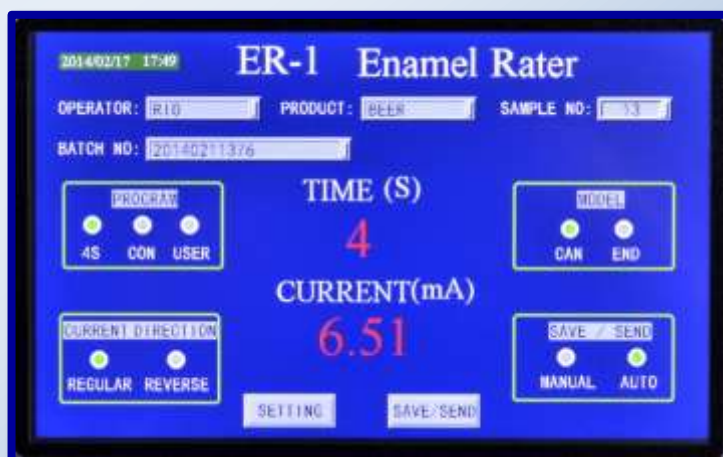 2014/02/17 17:49
ER-1 Enamel Rater
OPERATOR: RIO PRODUCT: BEER SAMPLE NO: 13
BATCH NO: 20140211376
PROGRAM
4S CON USER
TIME (S)
4
MODEL
CAN END
CURRENT(mA)
6.51
CURRENT DIRECTION
REGULAR REVERSE
SAVE / SEND
MANUAL AUTO
SETTING SAVE/SEND